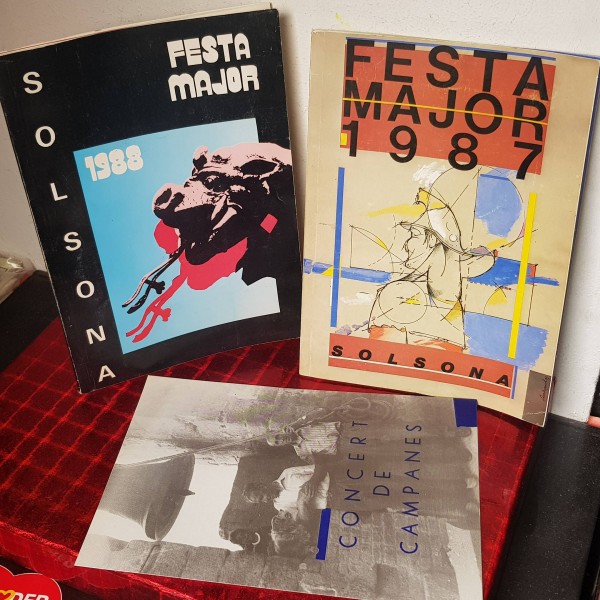 SOLSONA
FESTA
MAJOR
1988
FESTA
MAJOR
1987
SOLSONA
CONCERT
DE
CAMPANES